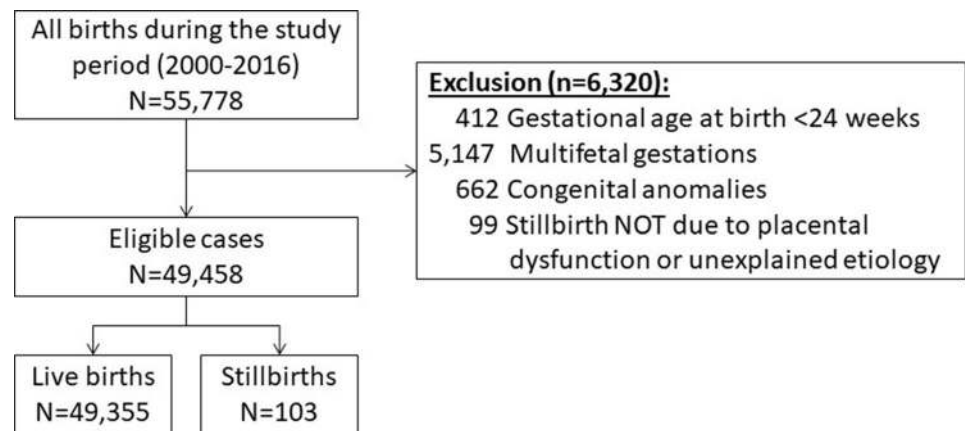 All births during the study
period (2000-2016)
N=55,778
Exclusion (n=6,320):
412 Gestational age at birth <24 weeks
5,147 Multifetal gestations
662 Congenital anomalies
99 Stillbirth NOT due to placental
dysfunction or unexplained etiology
Eligible cases
N=49,458
Live births
N=49,355
Stillbirths
N=103